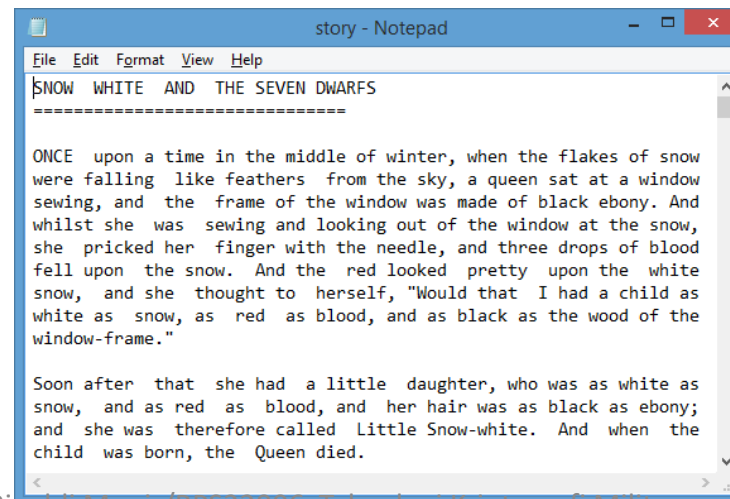 story - Notepad
File Edit Format View Help
SNOW  WHITE  AND  THE SEVEN DWARFS
===============================
ONCE  upon a time in the middle of winter, when the flakes of snow
were falling  like feathers  from the sky, a queen sat at a window
sewing, and  the  frame of the window was made of black ebony. And
whilst she  was  sewing and looking out of the window at the snow,
she  pricked her  finger with the needle, and three drops of blood
fell upon  the snow.  And the  red looked  pretty  upon the  white
snow,  and she  thought to  herself, "Would that  I had a child as
white as  snow, as  red  as blood, and as black as the wood of the
window-frame."
Soon after  that  she had  a little  daughter, who was as white as
snow,  and as red  as  blood, and  her hair was as black as ebony;
and  she was  therefore called  Little Snow-white.  And  when  the
child  was born, the  Queen died.